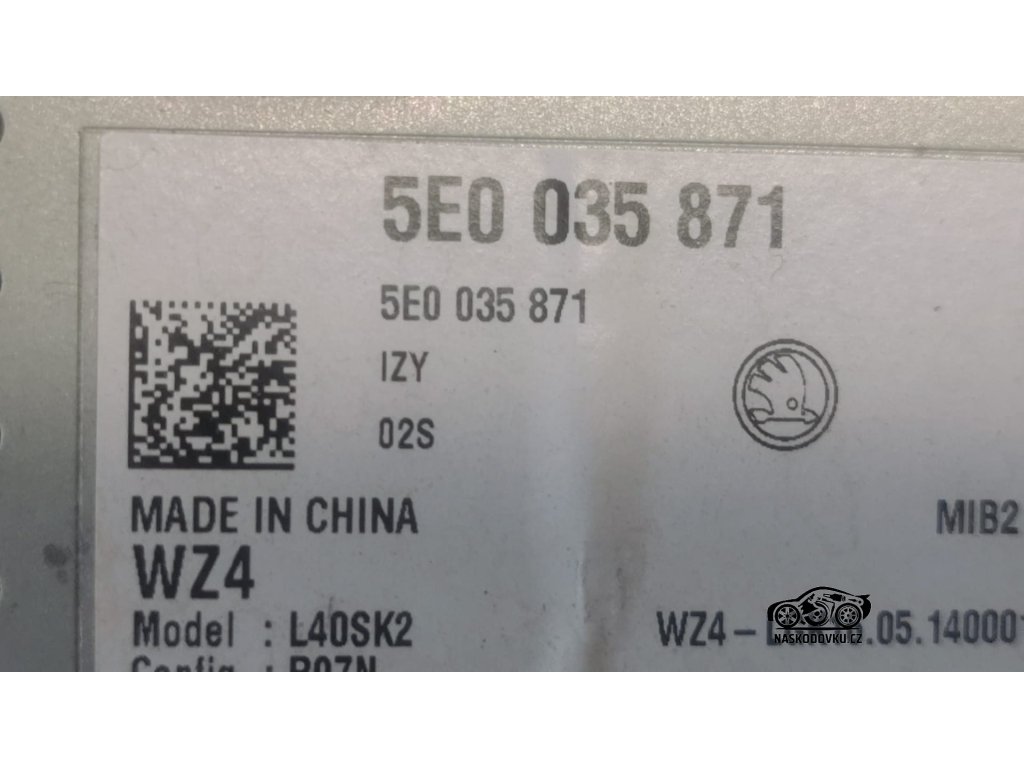 5E0 035 871
5E0 035 871
IZY
02S
MADE IN CHINA
WZ4
MIB2
Model : L40SK2
WZ4 - .05.14000
NASKODOVKU.CZ
Config :